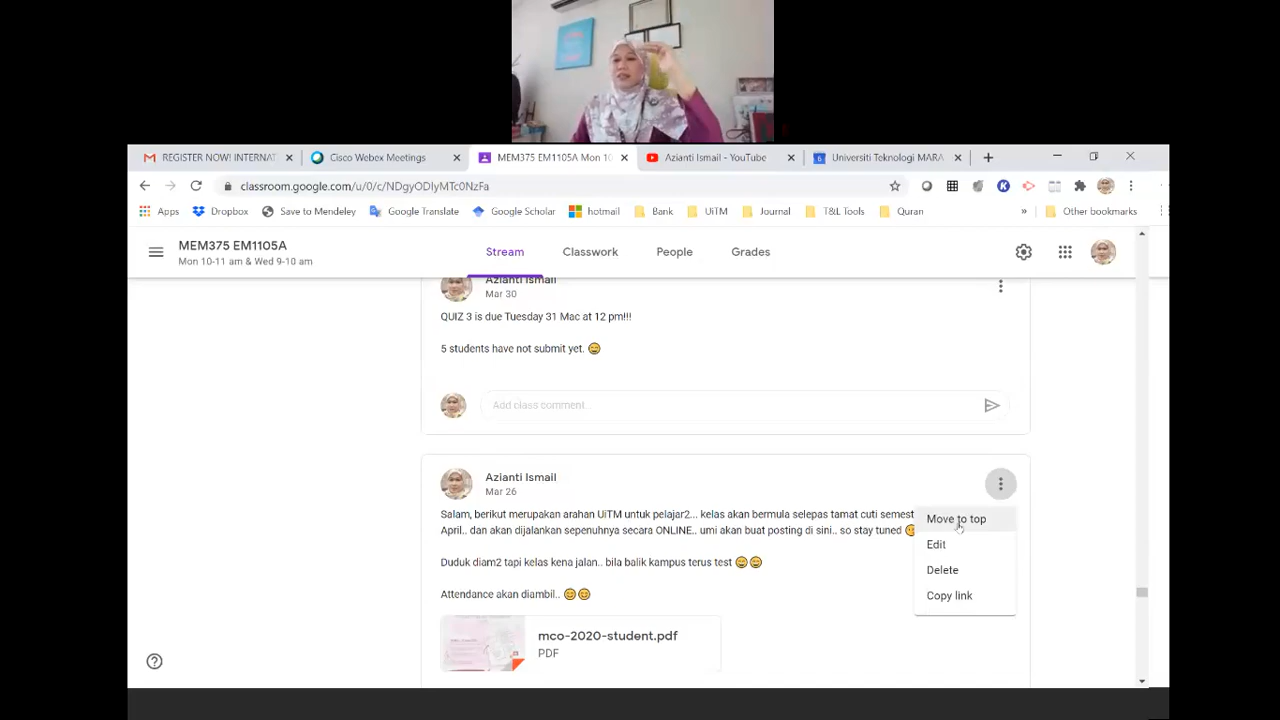 REGISTER NOW! INTERNAT
Cisco Webex Meetings
MEM375 EM1105A Mon 10
Azianti Ismail - YouTube
Universiti Teknologi MARA
classroom.google.com/u/0/c/NDgyODIyMTc0NzFa
Apps Dropbox Save to Mendeley Google Translate Google Scholar hotmail Bank UiTM Journal T&L Tools Quran » Other bookmarks
MEM375 EM1105A
Mon 10-11 am & Wed 9-10 am
Stream Classwork People Grades
Azianti Ismail
Mar 30
QUIZ 3 is due Tuesday 31 Mac at 12 pm!!!
5 students have not submit yet. 😄
Add class comment...
Azianti Ismail
Mar 26
Salam, berikut merupakan arahan UiTM untuk pelajar2... kelas akan bermula selepas tamat cuti semest
April.. dan akan dijalankan sepenuhnya secara ONLINE.. umi akan buat posting di sini.. so stay tuned
Duduk diam2 tapi kelas kena jalan.. bila balik kampus terus test 😄😄
Attendance akan diambil.. 😊😊
mco-2020-student.pdf
PDF
Move to top
Edit
Delete
Copy link